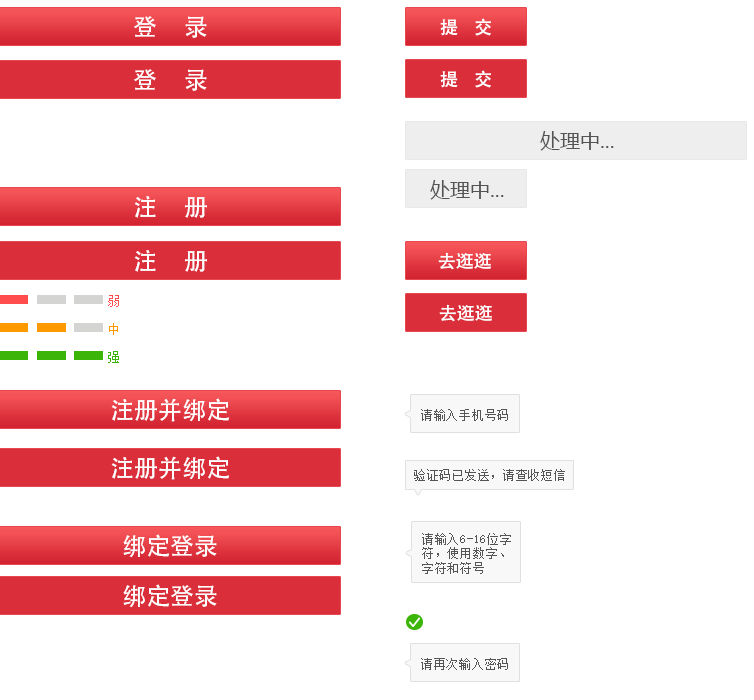 登 录
提 交
登 录
提 交
处理中...
处理中...
注 册
注 册
去逛逛
弱
去逛逛
中
强
注册并绑定
请输入手机号码
注册并绑定
验证码已发送，请查收短信
绑定登录
请输入6-16位字
符，使用数字、
字符和符号
绑定登录
请再次输入密码